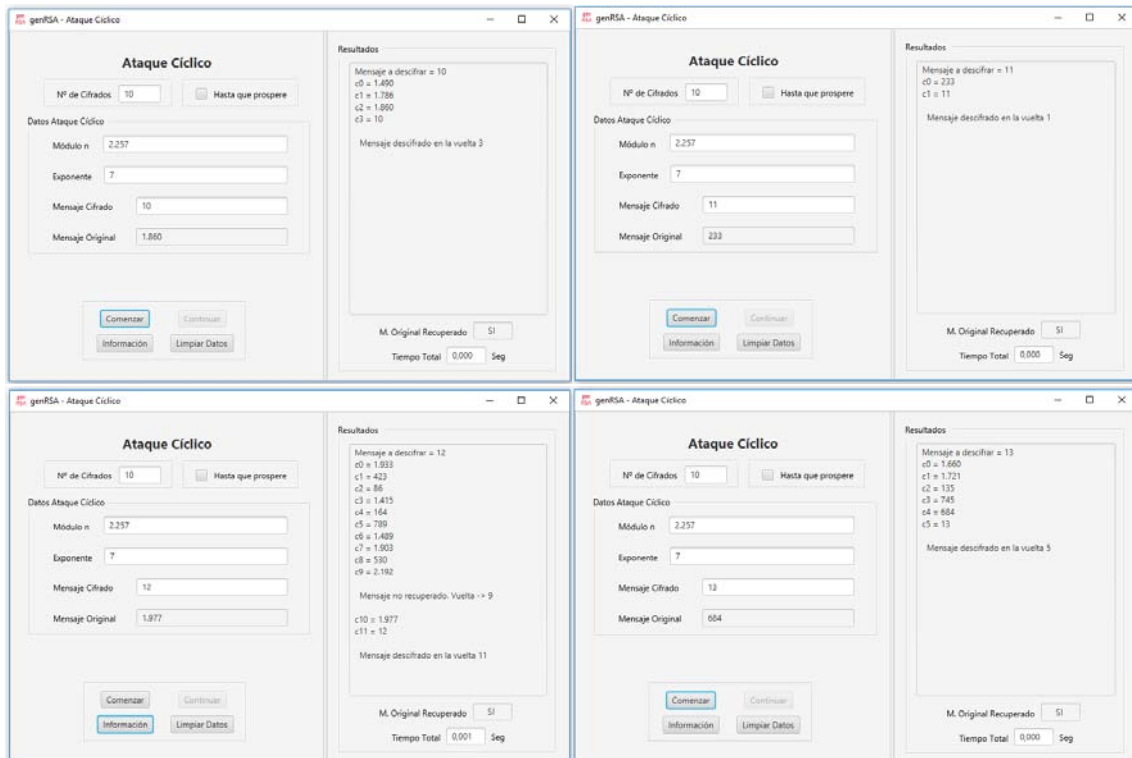 genRSA - Ataque Cíclico
Ataque Cíclico
Nº de Cifrados 10 Hasta que prospere
Datos Ataque Cíclico
Módulo n 2.257
Exponente 7
Mensaje Cifrado 10
Mensaje Original 1.860
Comenzar Continuar
Información Limpiar Datos
Resultados
Mensaje a descifrar = 10
c0 = 1.490
c1 = 1.786
c2 = 1.860
c3 = 10
Mensaje descifrado en la vuelta 3
M. Original Recuperado SI
Tiempo Total 0,000 Seg
genRSA - Ataque Cíclico
Ataque Cíclico
Nº de Cifrados 10 Hasta que prospere
Datos Ataque Cíclico
Módulo n 2.257
Exponente 7
Mensaje Cifrado 11
Mensaje Original 233
Comenzar Continuar
Información Limpiar Datos
Resultados
Mensaje a descifrar = 11
c0 = 233
c1 = 11
Mensaje descifrado en la vuelta 1
M. Original Recuperado SI
Tiempo Total 0,000 Seg
genRSA - Ataque Cíclico
Ataque Cíclico
Nº de Cifrados 10 Hasta que prospere
Datos Ataque Cíclico
Módulo n 2.257
Exponente 7
Mensaje Cifrado 12
Mensaje Original 1.977
Comenzar Continuar
Información Limpiar Datos
Resultados
Mensaje a descifrar = 12
c0 = 1.933
c1 = 423
c2 = 86
c3 = 1.415
c4 = 164
c5 = 789
c6 = 1.489
c7 = 1.903
c8 = 530
c9 = 2.192
Mensaje no recuperado. Vuelta -> 9
c10 = 1.977
c11 = 12
Mensaje descifrado en la vuelta 11
M. Original Recuperado SI
Tiempo Total 0,001 Seg
genRSA - Ataque Cíclico
Ataque Cíclico
Nº de Cifrados 10 Hasta que prospere
Datos Ataque Cíclico
Módulo n 2.257
Exponente 7
Mensaje Cifrado 13
Mensaje Original 684
Comenzar Continuar
Información Limpiar Datos
Resultados
Mensaje a descifrar = 13
c0 = 1.660
c1 = 1.721
c2 = 135
c3 = 745
c4 = 684
c5 = 13
Mensaje descifrado en la vuelta 5
M. Original Recuperado SI
Tiempo Total 0,000 Seg